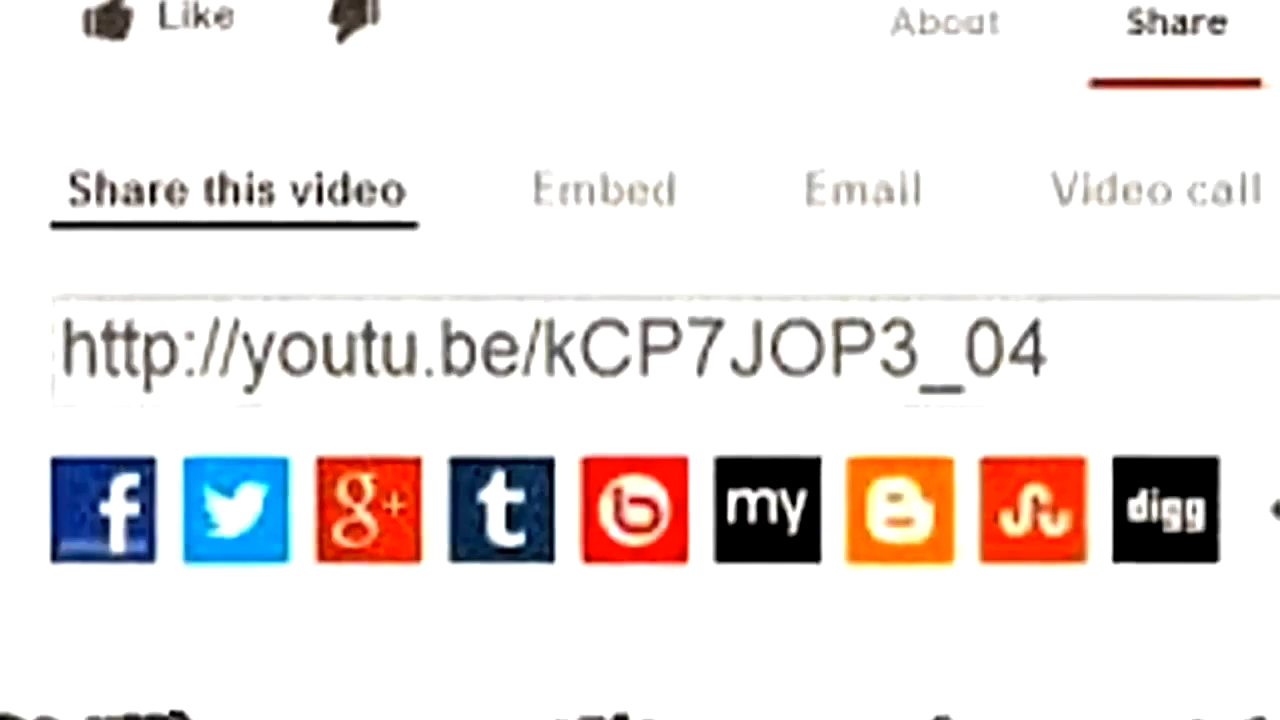 Like About Share
Share this video Embed Email Video call
http://youtu.be/kCP7JOP3_04
f g+ t b my B digg